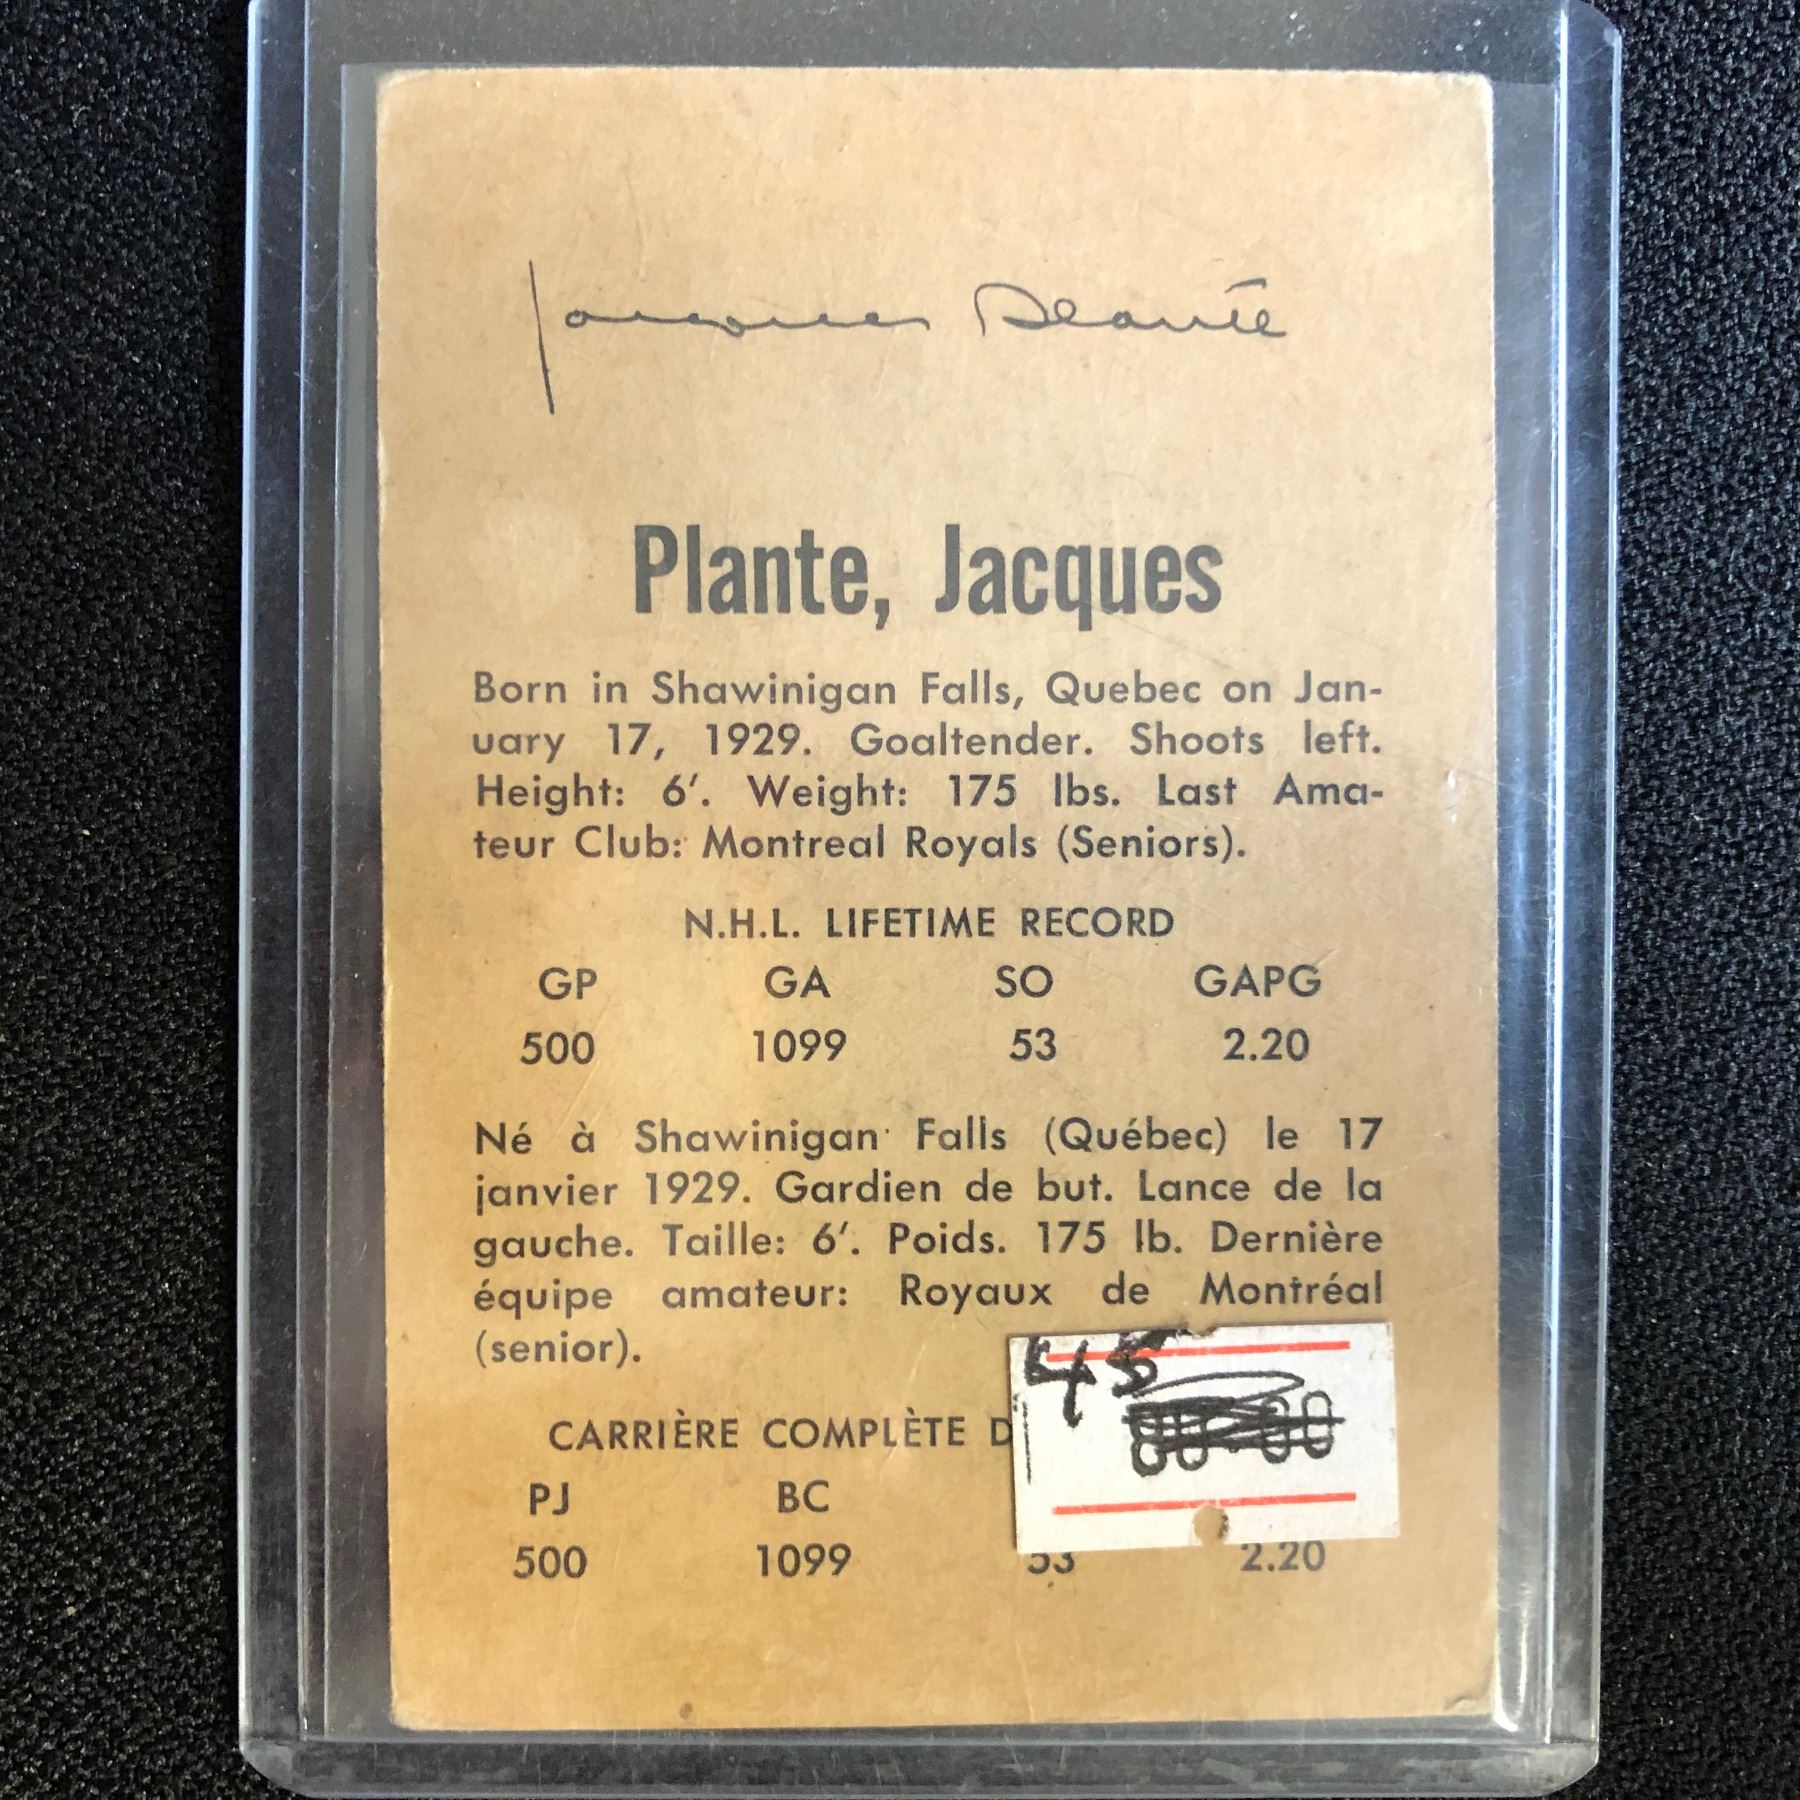 Jacques Plante
Plante, Jacques
Born in Shawinigan Falls, Quebec on Jan-
uary 17, 1929. Goaltender. Shoots left.
Height: 6'. Weight: 175 lbs. Last Ama-
teur Club: Montreal Royals (Seniors).
N.H.L. LIFETIME RECORD
GP GA SO GAPG
500 1099 53 2.20
Né à Shawinigan Falls (Québec) le 17
janvier 1929. Gardien de but. Lance de la
gauche. Taille: 6'. Poids. 175 lb. Dernière
équipe amateur: Royaux de Montréal
(senior).
45
CARRIÈRE COMPLÈTE D
PJ BC
500 1099 53 2.20